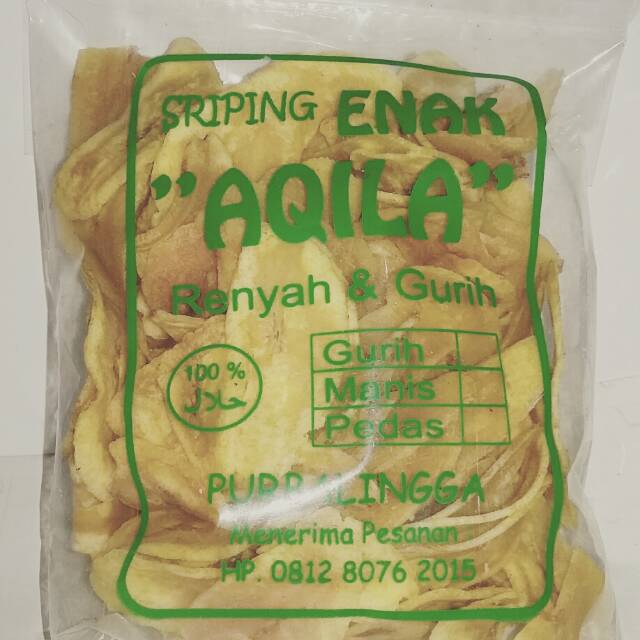 SRIPING ENAK
"AQILA"
Renyah & Gurih
100 %
حلال
Gurih
Manis
Pedas
PURBALINGGA
Menerima Pesanan
HP. 0812 8076 2015